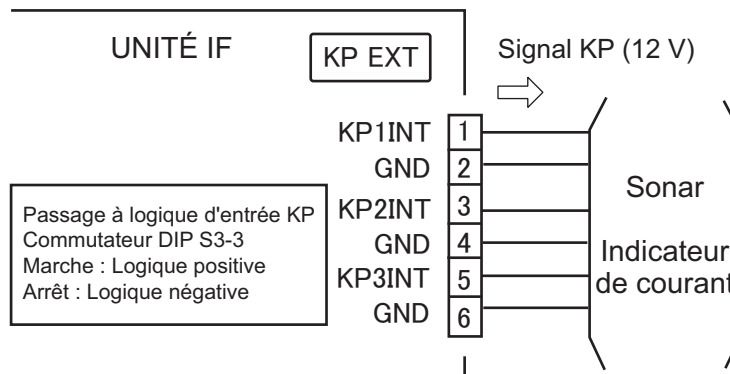 UNITÉ IF
KP EXT
Signal KP (12 V)
KP1INT 1
GND 2
KP2INT 3
GND 4
KP3INT 5
GND 6
Passage à logique d'entrée KP
Commutateur DIP S3-3
Marche : Logique positive
Arrêt : Logique négative
Sonar
Indicateur
de courant